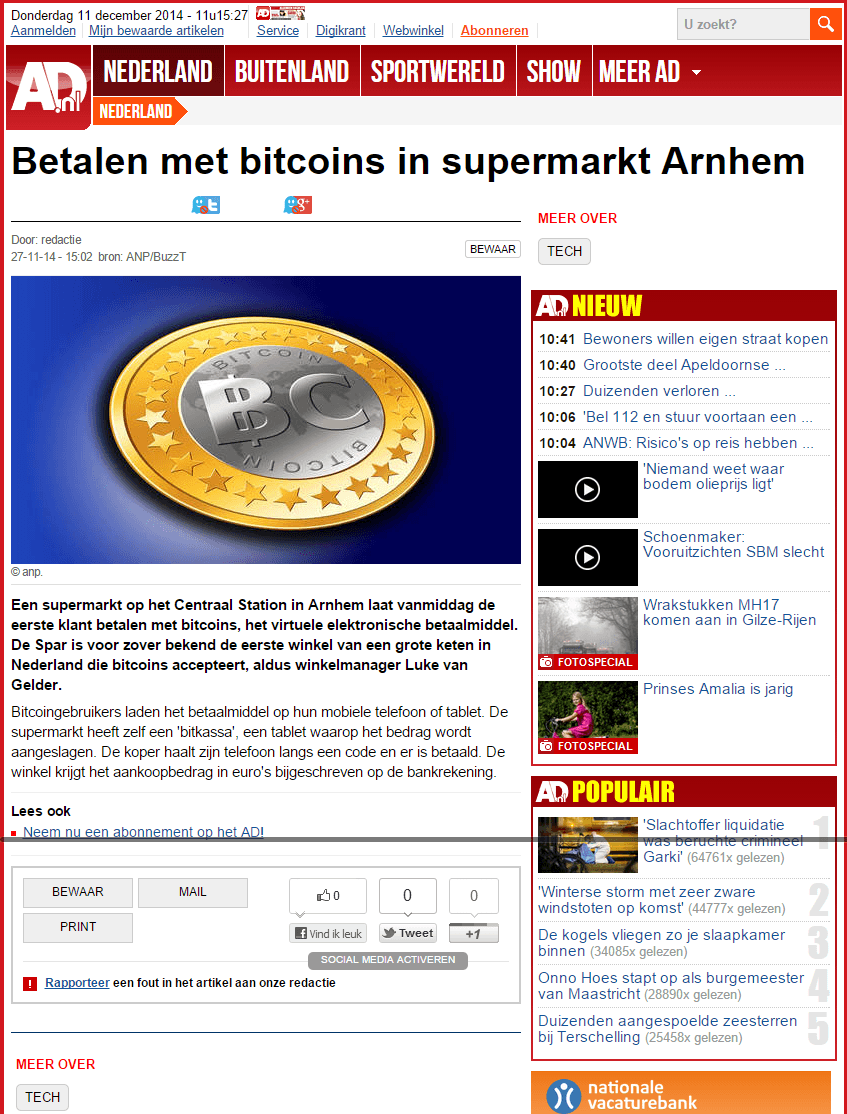 Donderdag 11 december 2014 - 11u15:27
Aanmelden Mijn bewaarde artikelen Service Digikrant Webwinkel Abonneren
U zoekt?
AD.nl
NEDERLAND BUITENLAND SPORTWERELD SHOW MEER AD
NEDERLAND
Betalen met bitcoins in supermarkt Arnhem
Door: redactie
27-11-14 - 15:02 bron: ANP/BuzzT
BEWAAR
BITCOIN
BC
BITCOIN
© anp.
Een supermarkt op het Centraal Station in Arnhem laat vanmiddag de
eerste klant betalen met bitcoins, het virtuele elektronische betaalmiddel.
De Spar is voor zover bekend de eerste winkel van een grote keten in
Nederland die bitcoins accepteert, aldus winkelmanager Luke van
Gelder.
Bitcoingebruikers laden het betaalmiddel op hun mobiele telefoon of tablet. De
supermarkt heeft zelf een 'bitkassa', een tablet waarop het bedrag wordt
aangeslagen. De koper haalt zijn telefoon langs een code en er is betaald. De
winkel krijgt het aankoopbedrag in euro's bijgeschreven op de bankrekening.
Lees ook
Neem nu een abonnement op het AD!
BEWAAR MAIL
PRINT
0 0 0
Vind ik leuk Tweet +1
SOCIAL MEDIA ACTIVEREN
! Rapporteer een fout in het artikel aan onze redactie
MEER OVER
TECH
MEER OVER
TECH
AD NIEUW
10:41 Bewoners willen eigen straat kopen
10:40 Grootste deel Apeldoornse ...
10:27 Duizenden verloren ...
10:06 'Bel 112 en stuur voortaan een ...
10:04 ANWB: Risico's op reis hebben ...
'Niemand weet waar
bodem olieprijs ligt'
Schoenmaker:
Vooruitzichten SBM slecht
Wrakstukken MH17
komen aan in Gilze-Rijen
FOTOSPECIAL
Prinses Amalia is jarig
FOTOSPECIAL
AD POPULAIR
'Slachtoffer liquidatie 1
was beruchte crimineel
Garki' (64761x gelezen)
'Winterse storm met zeer zware 2
windstoten op komst' (44777x gelezen)
De kogels vliegen zo je slaapkamer 3
binnen (34085x gelezen)
Onno Hoes stapt op als burgemeester 4
van Maastricht (28890x gelezen)
Duizenden aangespoelde zeesterren 5
bij Terschelling (25458x gelezen)
nationale
vacaturebank